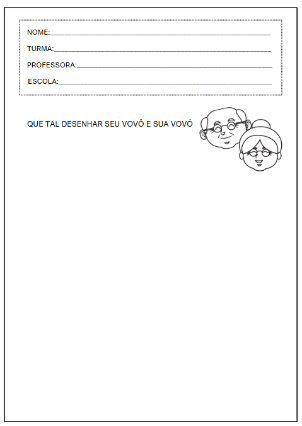 NOME:
TURMA:
PROFESSORA:
ESCOLA:
QUE TAL DESENHAR SEU VOVÔ E SUA VOVÓ